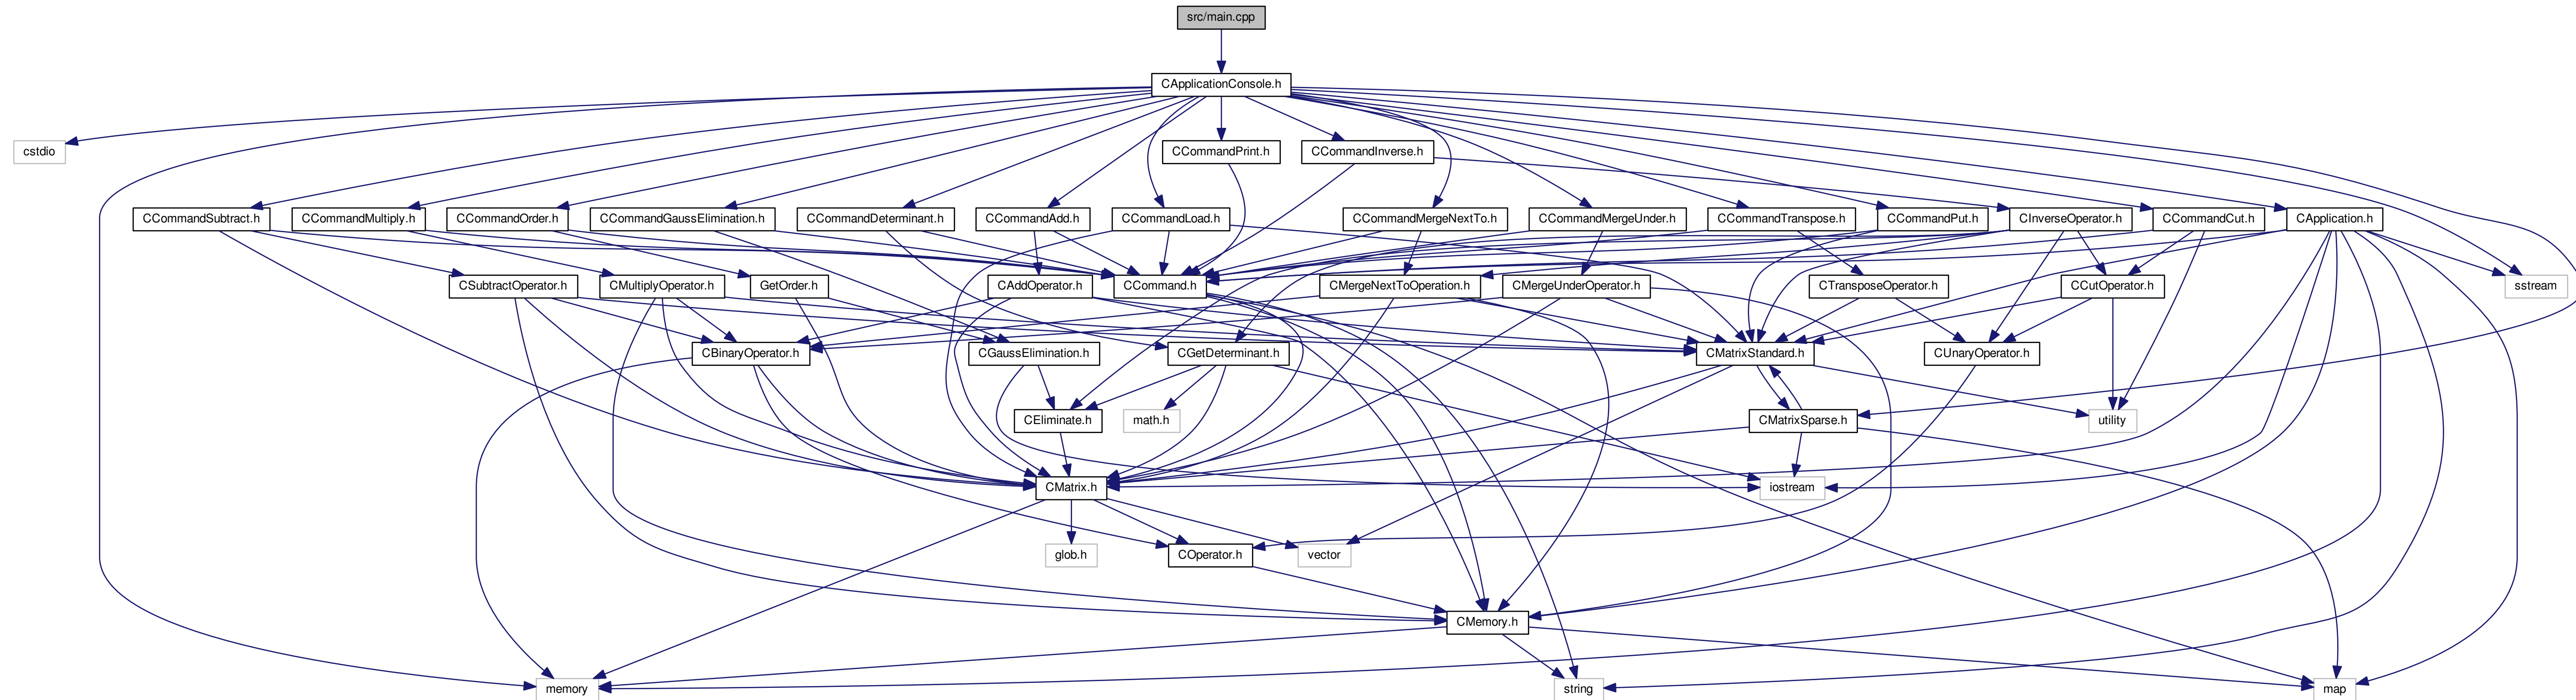 src/main.cpp
CApplicationConsole.h
cstdio
CCommandPrint.h
CCommandInverse.h
CCommandSubtract.h
CCommandMultiply.h
CCommandOrder.h
CCommandGaussElimination.h
CCommandDeterminant.h
CCommandAdd.h
CCommandLoad.h
CCommandMergeNextTo.h
CCommandMergeUnder.h
CCommandTranspose.h
CCommandPut.h
CInverseOperator.h
CCommandCut.h
CApplication.h
CSubtractOperator.h
CMultiplyOperator.h
GetOrder.h
CAddOperator.h
CCommand.h
CMergeNextToOperation.h
CMergeUnderOperator.h
CTransposeOperator.h
CCutOperator.h
sstream
CBinaryOperator.h
CGaussElimination.h
CGetDeterminant.h
CMatrixStandard.h
CUnaryOperator.h
CEliminate.h
math.h
CMatrixSparse.h
utility
CMatrix.h
iostream
glob.h
COperator.h
vector
CMemory.h
memory
string
map